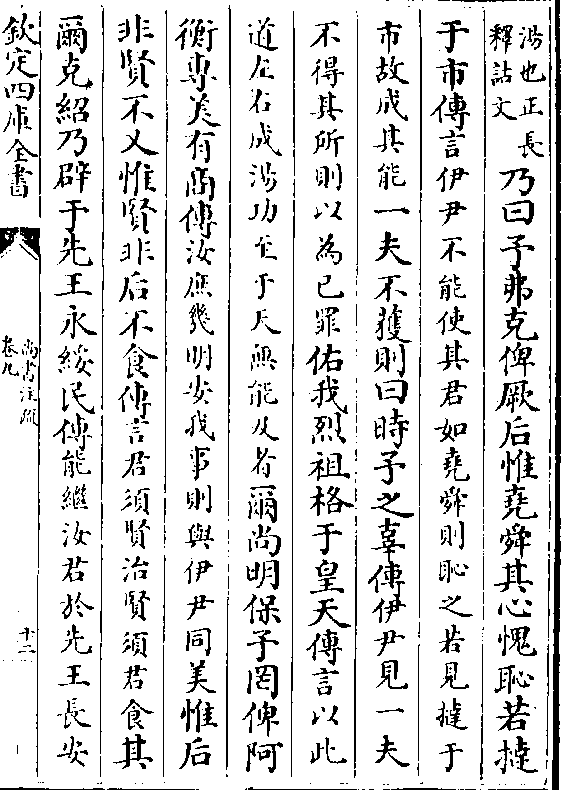 湯也正長
釋詁文
乃曰予弗克俾厥后惟堯舜其心愧恥若撻
于市傳言伊尹不能使其君如堯舜則恥之若見撻于
市故成其能一夫不獲則曰時予之辜傳伊尹見一夫
不得其所則以為己罪佑我烈祖格于皇天傳言以此
道左右成湯功至于天無能及者爾尚明保予罔俾阿
衡專美有商傳汝庶幾明安我事則與伊尹同美惟后
非賢不乂惟賢非后不食傳言君須賢治賢須君食其
爾克紹乃辟于先王永綏民傳能繼汝君於先王長安
欽定四庫全書
尚書注疏
卷九
十二